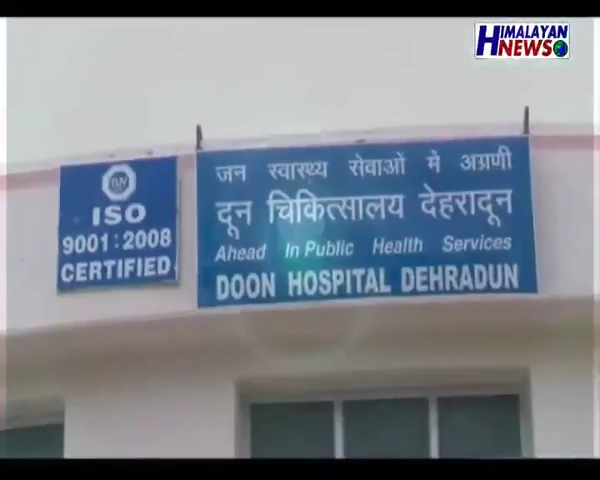 HIMALAYAN
NEWS
TUV
ISO
9001:2008
CERTIFIED
जन स्वास्थ्य सेवाओं में अग्रणी
दून चिकित्सालय देहरादून
Ahead In Public Health Services
DOON HOSPITAL DEHRADUN